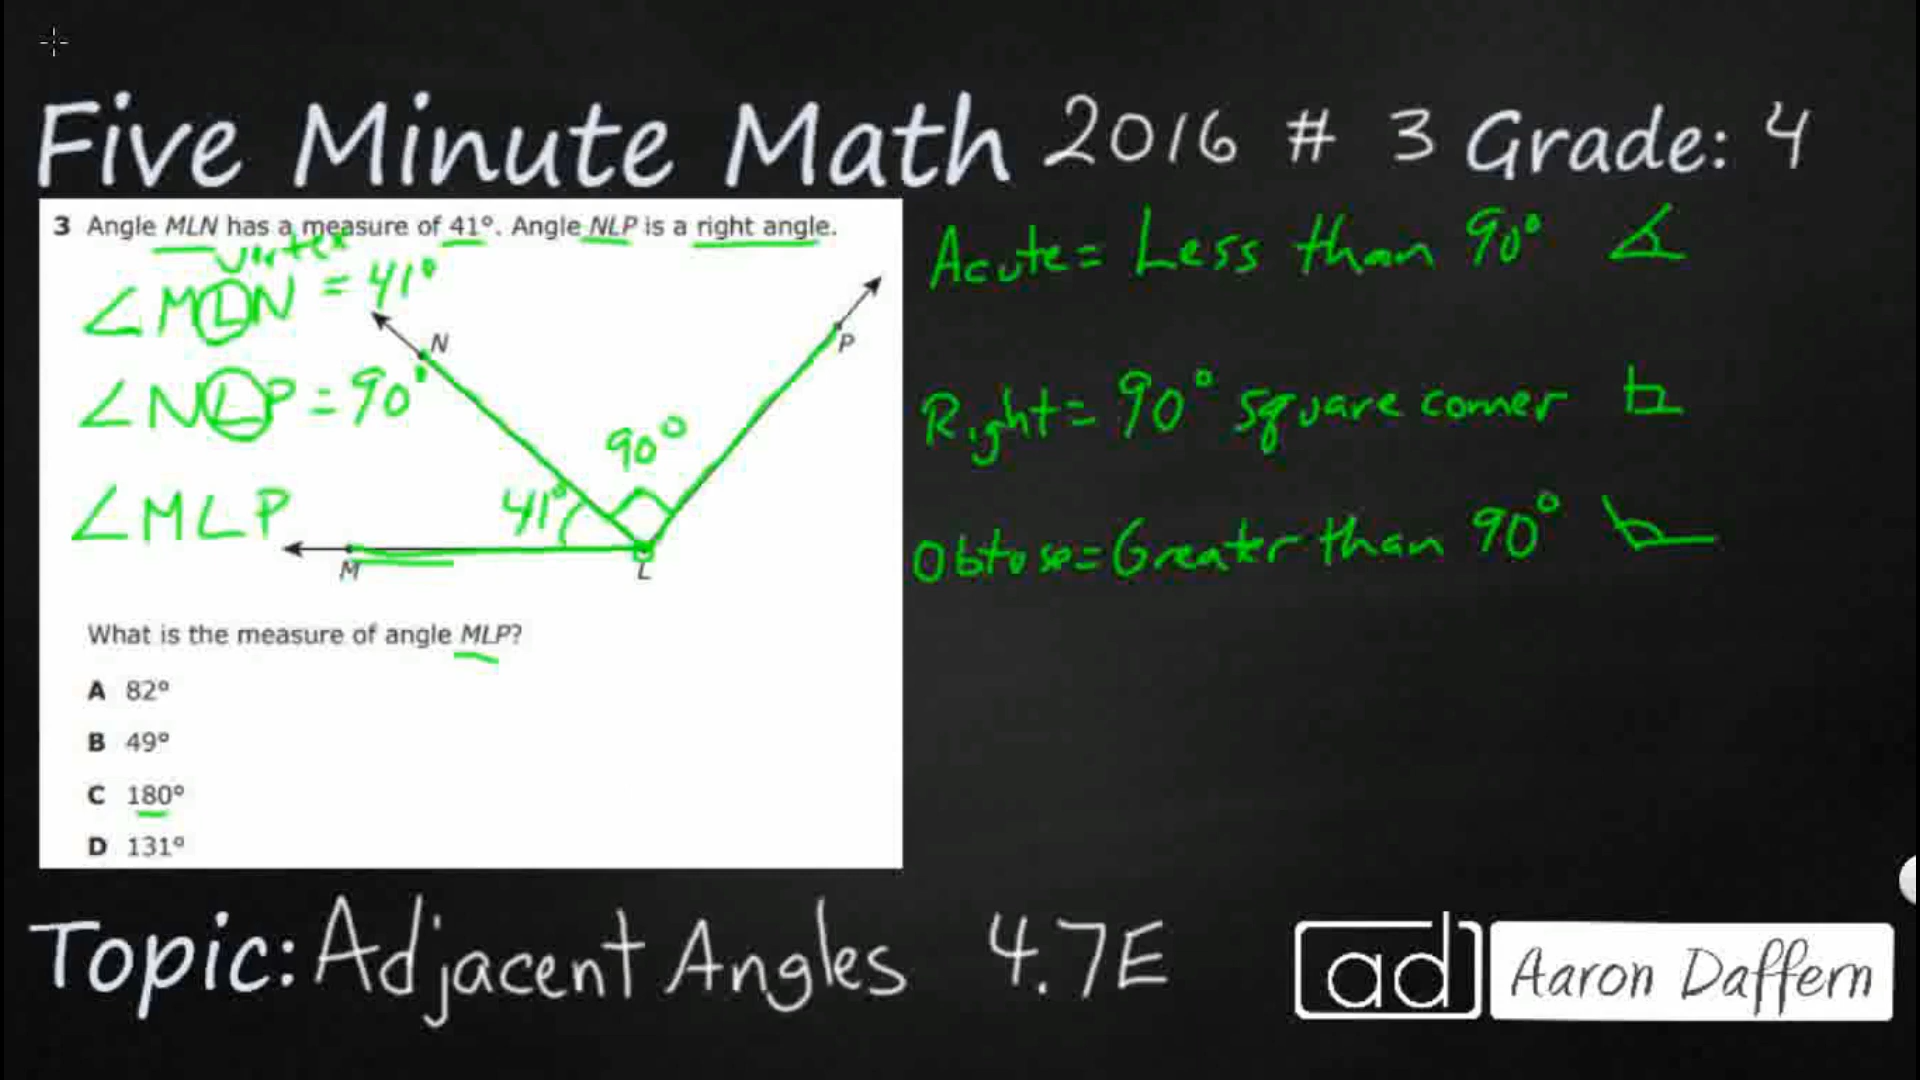 Five Minute Math 2016 # 3 Grade: 4
3 Angle MLN has a measure of 41°. Angle NLP is a right angle.
virtex
∠MLN = 41°
∠NLP = 90°
∠MLP
N
P
90°
41°
M
L
What is the measure of angle MLP?
A 82°
B 49°
C 180°
D 131°
Acute = Less than 90°
Right = 90° square corner
Obtuse = Greater than 90°
Topic: Adjacent Angles 4.7E
ad Aaron Daffern